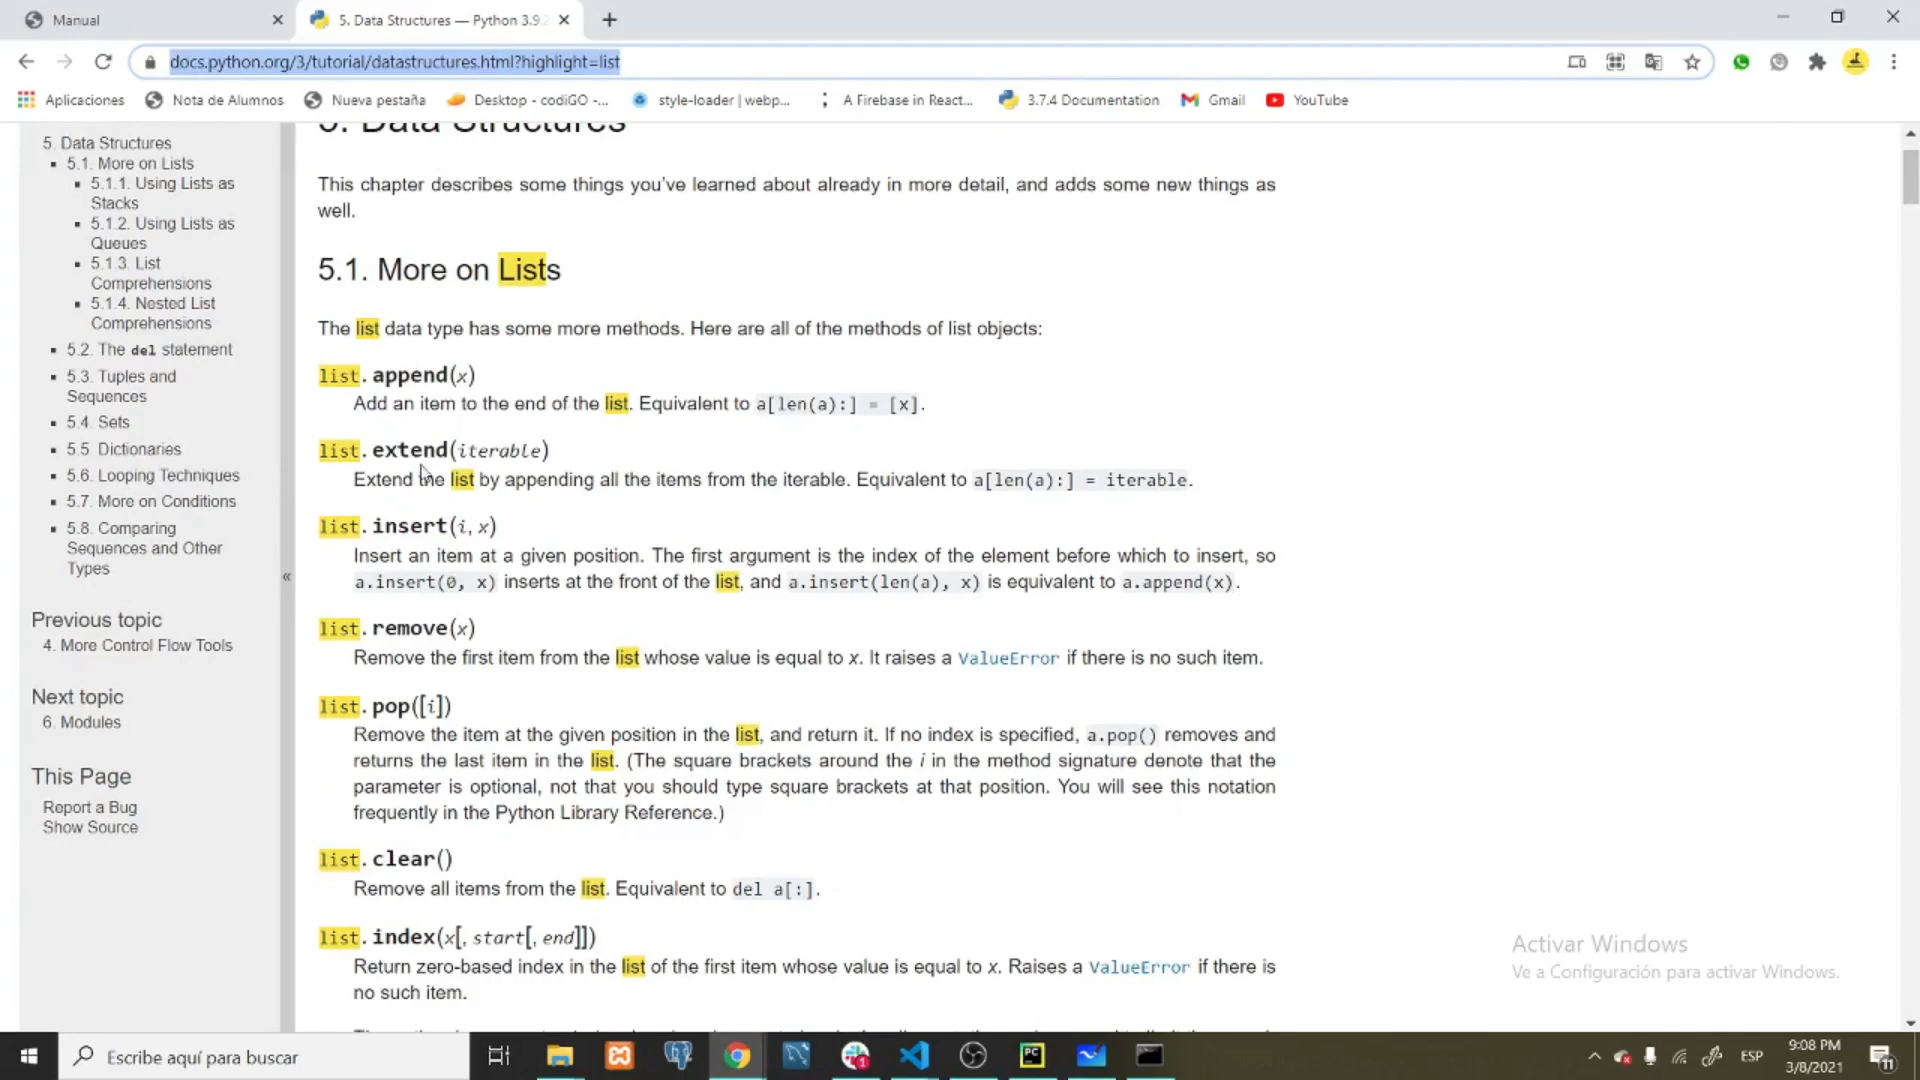 Manual
5. Data Structures — Python 3.9.2
docs.python.org/3/tutorial/datastructures.html?highlight=list
Aplicaciones
Nota de Alumnos
Nueva pestaña
Desktop - codiGO -...
style-loader | webp...
A Firebase in React...
3.7.4 Documentation
Gmail
YouTube
5. Data Structures
5.1. More on Lists
5.1.1. Using Lists as
Stacks
5.1.2. Using Lists as
Queues
5.1.3. List
Comprehensions
5.1.4. Nested List
Comprehensions
5.2. The del statement
5.3. Tuples and
Sequences
5.4. Sets
5.5. Dictionaries
5.6. Looping Techniques
5.7. More on Conditions
5.8. Comparing
Sequences and Other
Types
Previous topic
4. More Control Flow Tools
Next topic
6. Modules
This Page
Report a Bug
Show Source
«
5. Data Structures
This chapter describes some things you've learned about already in more detail, and adds some new things as
well.
5.1. More on Lists
The list data type has some more methods. Here are all of the methods of list objects:
list.append(x)
Add an item to the end of the list. Equivalent to a[len(a):] = [x].
list.extend(iterable)
Extend the list by appending all the items from the iterable. Equivalent to a[len(a):] = iterable.
list.insert(i, x)
Insert an item at a given position. The first argument is the index of the element before which to insert, so
a.insert(0, x) inserts at the front of the list, and a.insert(len(a), x) is equivalent to a.append(x).
list.remove(x)
Remove the first item from the list whose value is equal to x. It raises a ValueError if there is no such item.
list.pop([i])
Remove the item at the given position in the list, and return it. If no index is specified, a.pop() removes and
returns the last item in the list. (The square brackets around the i in the method signature denote that the
parameter is optional, not that you should type square brackets at that position. You will see this notation
frequently in the Python Library Reference.)
list.clear()
Remove all items from the list. Equivalent to del a[:].
list.index(x[, start[, end]])
Return zero-based index in the list of the first item whose value is equal to x. Raises a ValueError if there is
no such item.
Activar Windows
Ve a Configuración para activar Windows.
Escribe aquí para buscar
ESP
9:08 PM
3/8/2021
11